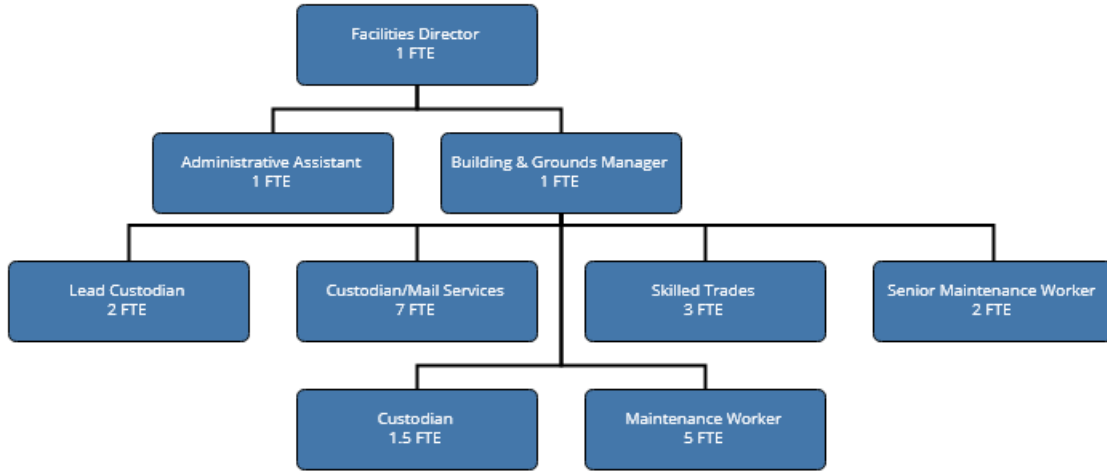 Facilities Director
1 FTE
Administrative Assistant
1 FTE
Building & Grounds Manager
1 FTE
Lead Custodian
2 FTE
Custodian/Mail Services
7 FTE
Skilled Trades
3 FTE
Senior Maintenance Worker
2 FTE
Custodian
1.5 FTE
Maintenance Worker
5 FTE